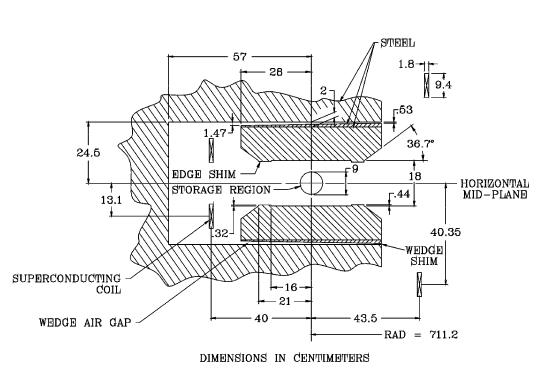 STEEL
57
1.8
28
9.4
2
.53
1.47
36.7°
24.5
EDGE SHIM
9
18
STORAGE REGION
HORIZONTAL
MID-PLANE
13.1
.44
.32
40.35
WEDGE
SHIM
SUPERCONDUCTING
COIL
16
21
WEDGE AIR GAP
40
43.5
RAD = 711.2
DIMENSIONS IN CENTIMETERS